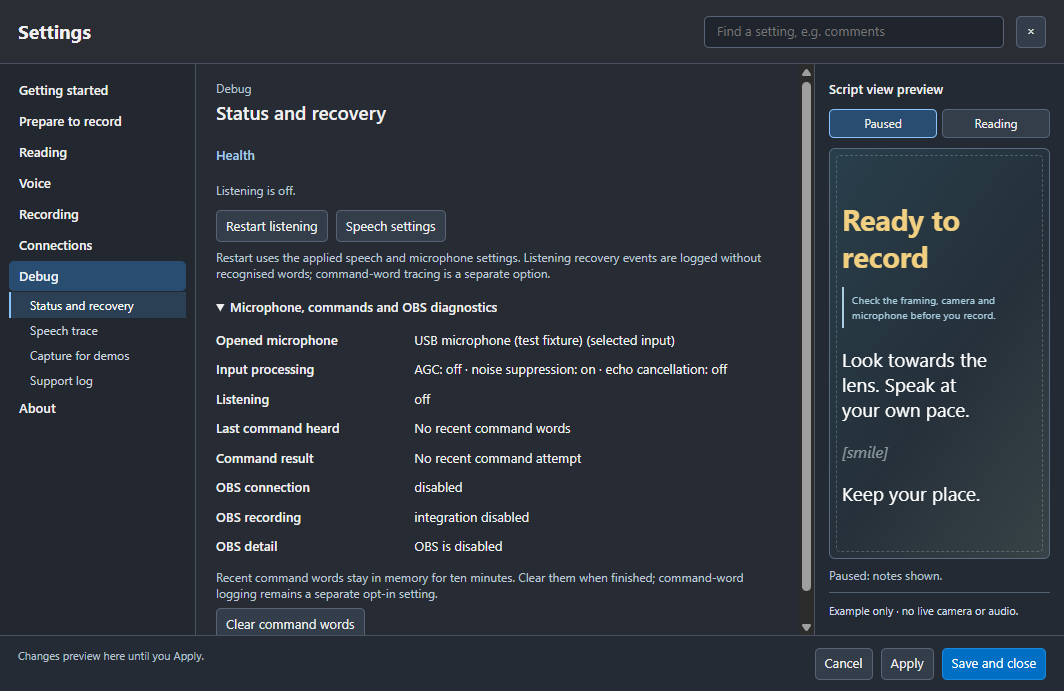 Settings
Find a setting, e.g. comments
×
Getting started
Prepare to record
Reading
Voice
Recording
Connections
Debug
Status and recovery
Speech trace
Capture for demos
Support log
About
Debug
Status and recovery
Health
Listening is off.
Restart listening
Speech settings
Restart uses the applied speech and microphone settings. Listening recovery events are logged without
recognised words; command-word tracing is a separate option.
▼ Microphone, commands and OBS diagnostics
Opened microphone USB microphone (test fixture) (selected input)
Input processing AGC: off · noise suppression: on · echo cancellation: off
Listening off
Last command heard No recent command words
Command result No recent command attempt
OBS connection disabled
OBS recording integration disabled
OBS detail OBS is disabled
Recent command words stay in memory for ten minutes. Clear them when finished; command-word
logging remains a separate opt-in setting.
Clear command words
Script view preview
Paused
Reading
Ready to
record
Check the framing, camera and
microphone before you record.
Look towards the
lens. Speak at
your own pace.
[smile]
Keep your place.
Paused: notes shown.
Example only · no live camera or audio.
Changes preview here until you Apply.
Cancel
Apply
Save and close